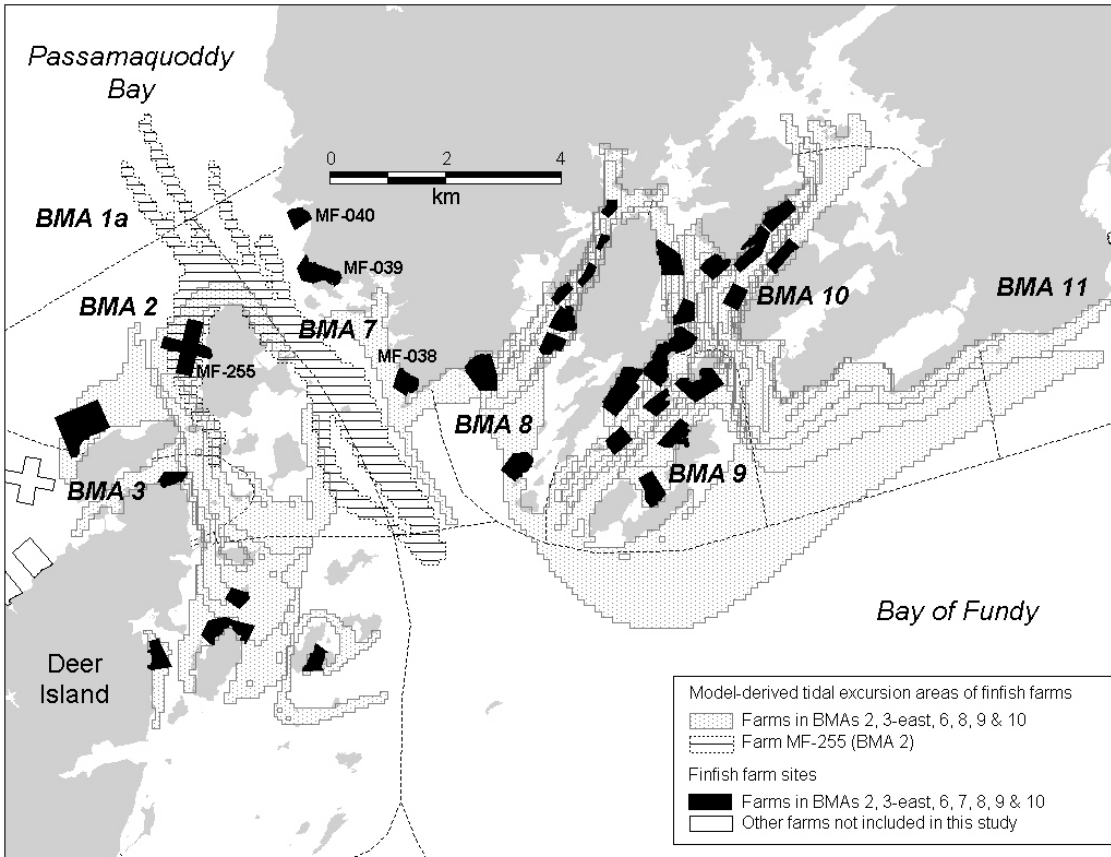 Passamaquoddy
Bay
0 2 4
km
BMA 1a
MF-040
MF-039
BMA 2
BMA 7
MF-038
MF-255
BMA 3
BMA 8
BMA 9
BMA 10
BMA 11
Bay of Fundy
Deer
Island
Model-derived tidal excursion areas of finfish farms
Farms in BMAs 2, 3-east, 6, 8, 9 & 10
Farm MF-255 (BMA 2)
Finfish farm sites
Farms in BMAs 2, 3-east, 6, 7, 8, 9 & 10
Other farms not included in this study